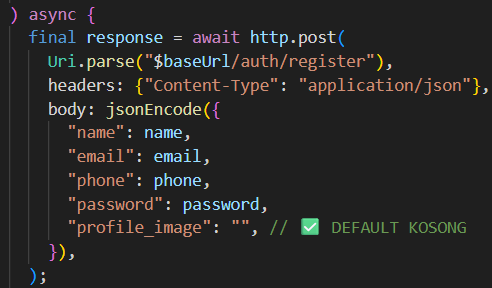 ) async {
  final response = await http.post(
    Uri.parse("$baseUrl/auth/register"),
    headers: {"Content-Type": "application/json"},
    body: jsonEncode({
      "name": name,
      "email": email,
      "phone": phone,
      "password": password,
      "profile_image": "", // ✅ DEFAULT KOSONG
    }),
  );